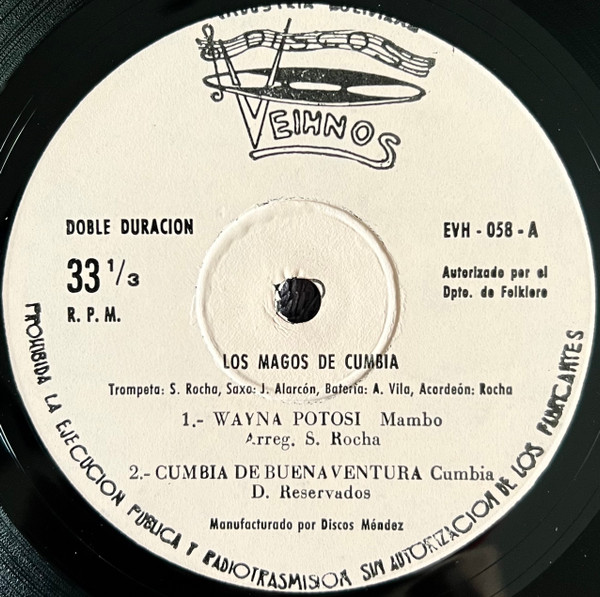 INDUSTRIA BOLIVIANA
DISCOS
VEIHNOS
DOBLE DURACION
33 1/3
R. P. M.
EVH - 058 - A
Autorizado por el
Dpto. de Folklore
LOS MAGOS DE CUMBIA
Trompeta: S. Rocha, Saxo: J. Alarcón, Bateria: A. Vila, Acordeón: Rocha
1.- WAYNA POTOSI Mambo
Arreg. S. Rocha
2.- CUMBIA DE BUENAVENTURA Cumbia
D. Reservados
Manufacturado por Discos Méndez
PROHIBIDA LA EJECUCION PUBLICA Y RADIOTRASMISION SIN AUTORIZACION DE LOS FABRICANTES